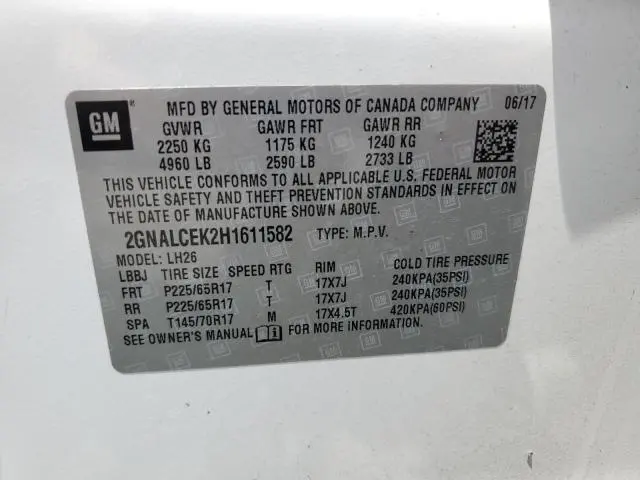 GM
MFD BY GENERAL MOTORS OF CANADA COMPANY 06/17
GVWR GAWR FRT GAWR RR
2250 KG 1175 KG 1240 KG
4960 LB 2590 LB 2733 LB
THIS VEHICLE CONFORMS TO ALL APPLICABLE U.S. FEDERAL MOTOR
VEHICLE SAFETY AND THEFT PREVENTION STANDARDS IN EFFECT ON
THE DATE OF MANUFACTURE SHOWN ABOVE.
2GNALCEK2H1611582 TYPE: M.P.V.
MODEL: LH26
LBBJ TIRE SIZE SPEED RTG RIM COLD TIRE PRESSURE
FRT P225/65R17 T 17X7J 240KPA(35PSI)
RR P225/65R17 T 17X7J 240KPA(35PSI)
SPA T145/70R17 M 17X4.5T 420KPA(60PSI)
SEE OWNER'S MANUAL FOR MORE INFORMATION.